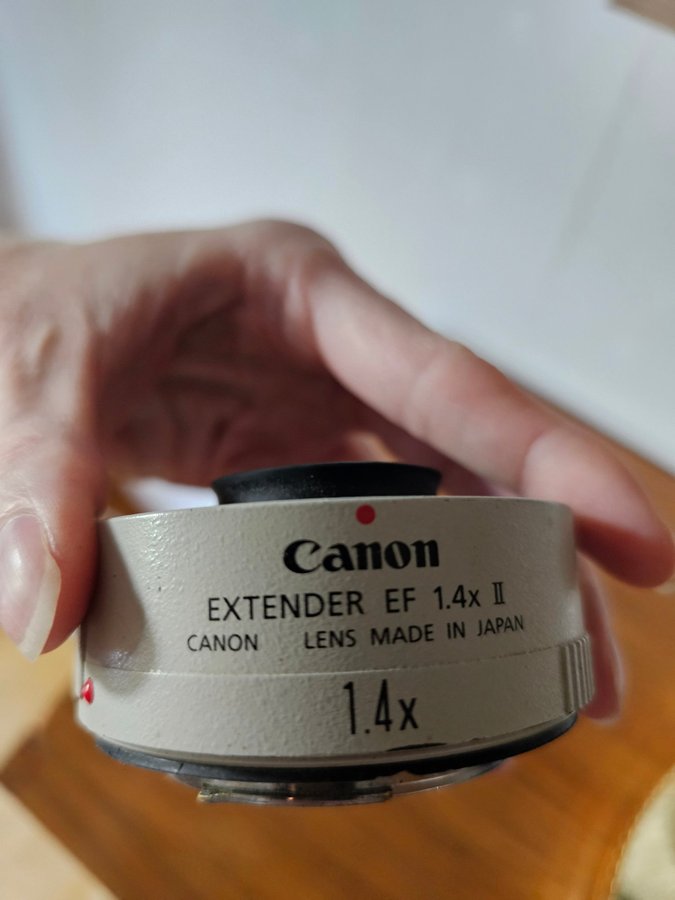 Canon
EXTENDER EF 1.4x II
CANON LENS MADE IN JAPAN
1.4x